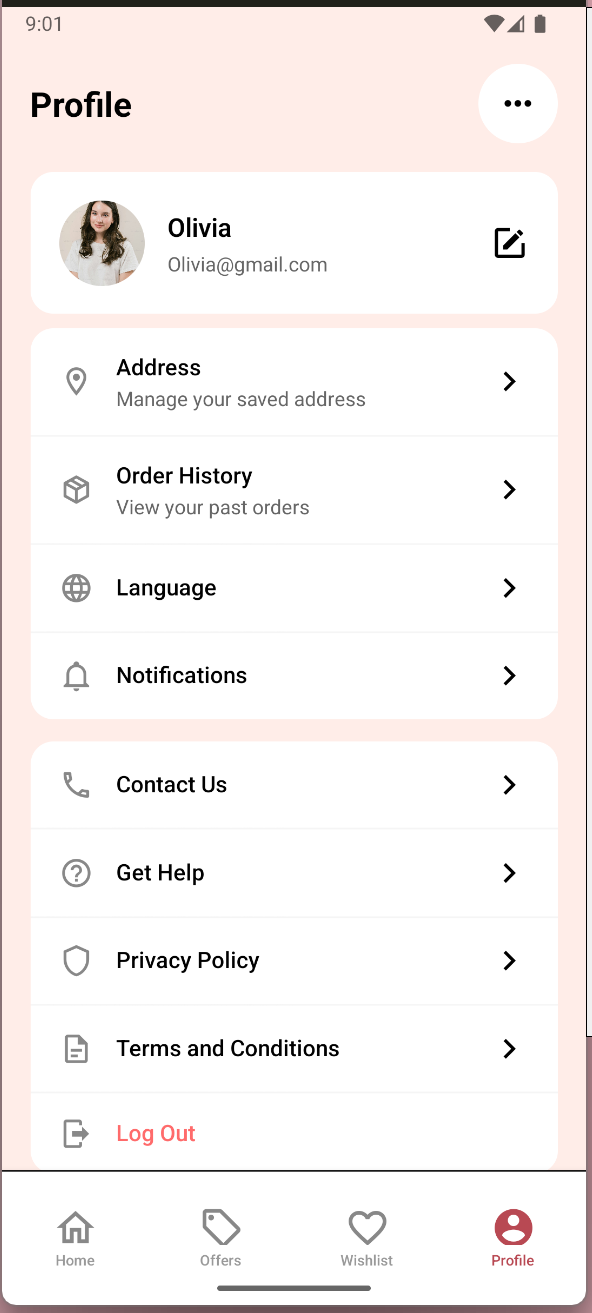 9:01
Profile
Olivia
Olivia@gmail.com
Address
Manage your saved address
Order History
View your past orders
Language
Notifications
Contact Us
Get Help
Privacy Policy
Terms and Conditions
Log Out
Home
Offers
Wishlist
Profile